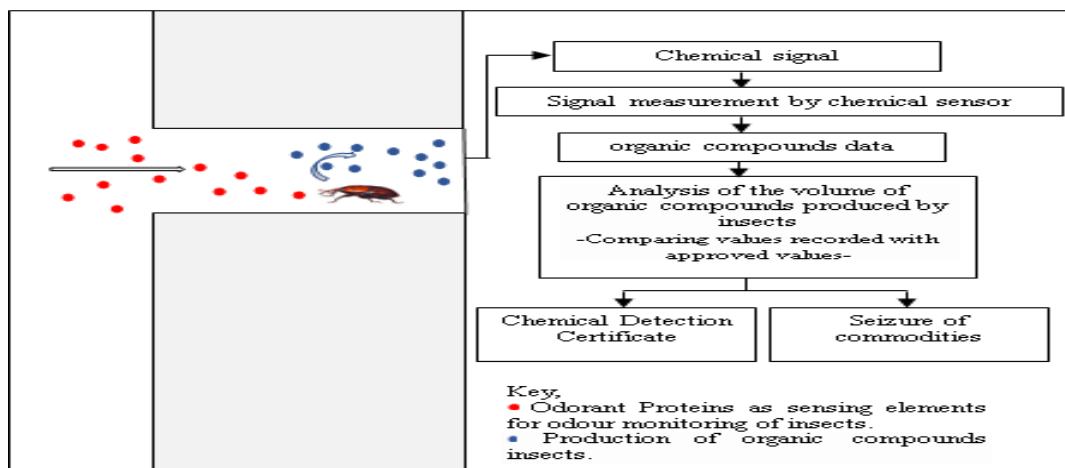 Chemical signal
Signal measurement by chemical sensor
organic compounds data
Analysis of the volume of
organic compounds produced by
insects
-Comparing values recorded with
approved values-
Chemical Detection
Certificate
Seizure of
commodities
Key,
Odorant Proteins as sensing elements
for odour monitoring of insects.
Production of organic compounds
insects.